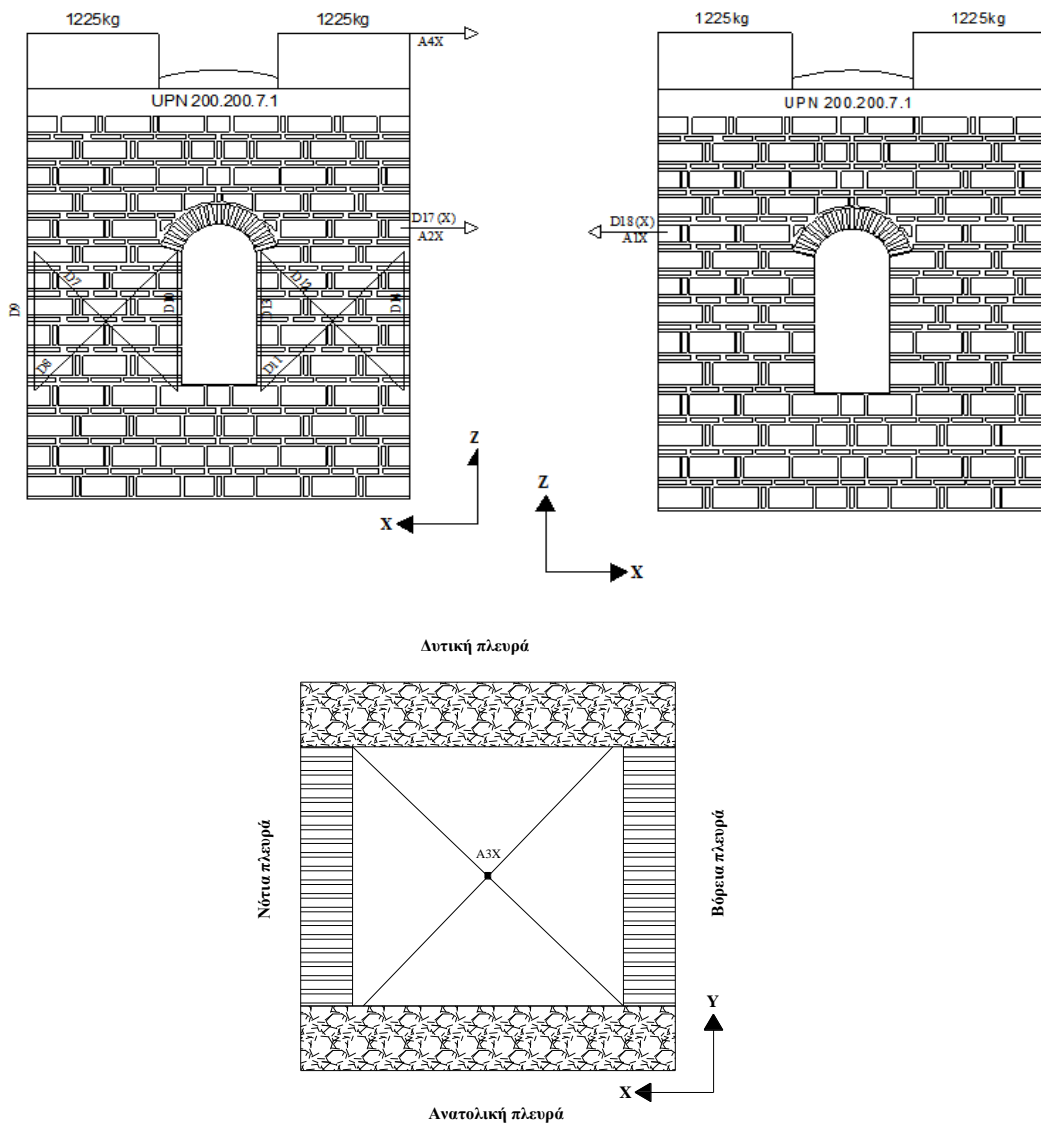 1225kg
1225kg
A4X
UPN 200.200.7.1
D17 (X)
A2X
D7
D8
D9
D10
D13
D12
D11
D14
Z
X
1225kg
1225kg
UPN 200.200.7.1
D18 (X)
A1X
Z
X
Δυτική πλευρά
Νότια πλευρά
A3X
Βόρεια πλευρά
Y
X
Ανατολική πλευρά